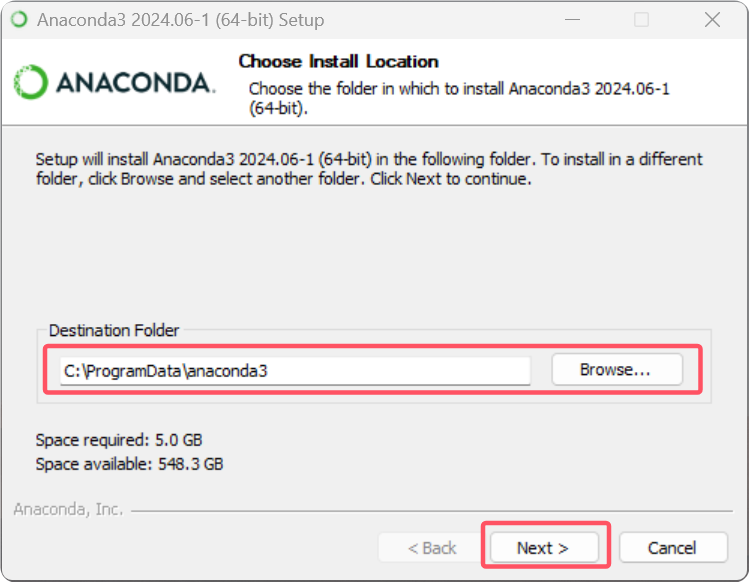 Anaconda3 2024.06-1 (64-bit) Setup
ANACONDA.
Choose Install Location
Choose the folder in which to install Anaconda3 2024.06-1
(64-bit).
Setup will install Anaconda3 2024.06-1 (64-bit) in the following folder. To install in a different
folder, click Browse and select another folder. Click Next to continue.
Destination Folder
C:\ProgramData\anaconda3
Browse...
Space required: 5.0 GB
Space available: 548.3 GB
Anaconda, Inc.
< Back
Next >
Cancel